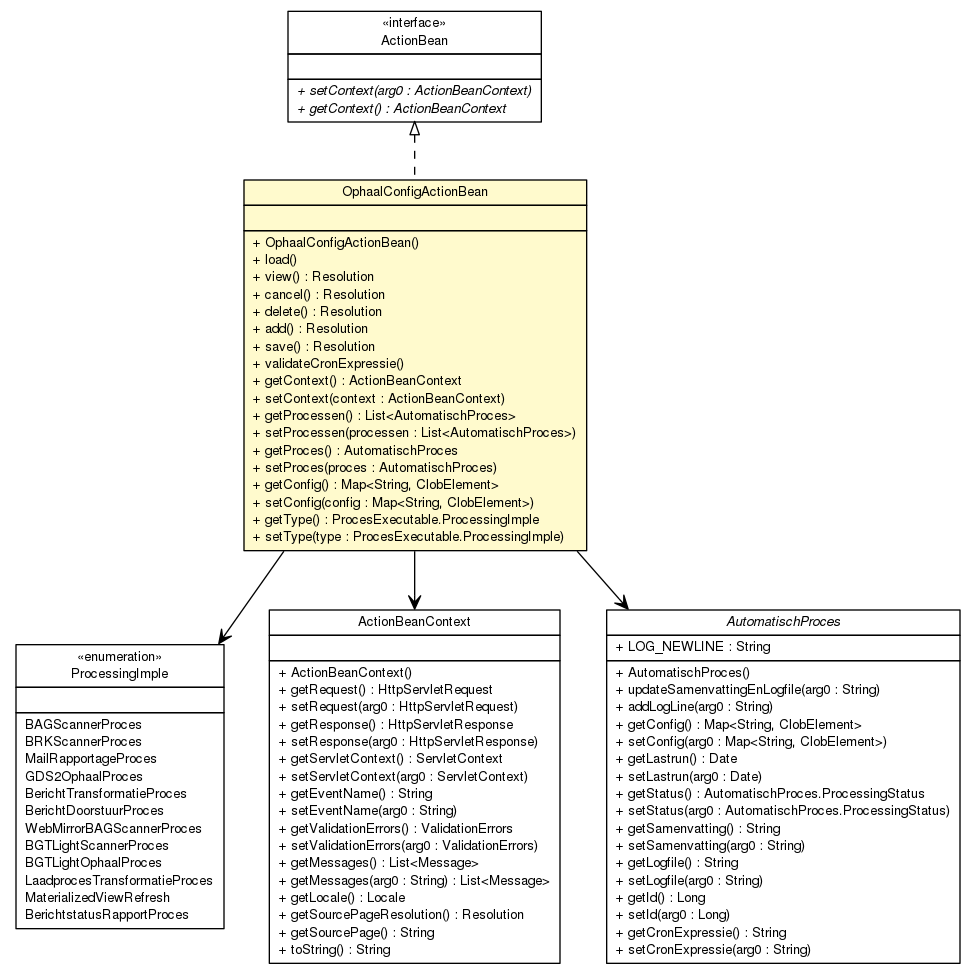 «interface»
ActionBean
+ setContext(arg0 : ActionBeanContext)
+ getContext() : ActionBeanContext
OphaalConfigActionBean
+ OphaalConfigActionBean()
+ load()
+ view() : Resolution
+ cancel() : Resolution
+ delete() : Resolution
+ add() : Resolution
+ save() : Resolution
+ validateCronExpressie()
+ getContext() : ActionBeanContext
+ setContext(context : ActionBeanContext)
+ getProcessen() : List<AutomatischProces>
+ setProcessen(processen : List<AutomatischProces>)
+ getProces() : AutomatischProces
+ setProces(proces : AutomatischProces)
+ getConfig() : Map<String, ClobElement>
+ setConfig(config : Map<String, ClobElement>)
+ getType() : ProcesExecutable.ProcessingImple
+ setType(type : ProcesExecutable.ProcessingImple)
«enumeration»
ProcessingImple
BAGScannerProces
BRKScannerProces
MailRapportageProces
GDS2OphaalProces
BerichtTransformatieProces
BerichtDoorstuurProces
WebMirrorBAGScannerProces
BGTLightScannerProces
BGTLightOphaalProces
LaadprocesTransformatieProces
MaterializedViewRefresh
BerichtstatusRapportProces
ActionBeanContext
+ ActionBeanContext()
+ getRequest() : HttpServletRequest
+ setRequest(arg0 : HttpServletRequest)
+ getResponse() : HttpServletResponse
+ setResponse(arg0 : HttpServletResponse)
+ getServletContext() : ServletContext
+ setServletContext(arg0 : ServletContext)
+ getEventName() : String
+ setEventName(arg0 : String)
+ getValidationErrors() : ValidationErrors
+ setValidationErrors(arg0 : ValidationErrors)
+ getMessages() : List<Message>
+ getMessages(arg0 : String) : List<Message>
+ getLocale() : Locale
+ getSourcePageResolution() : Resolution
+ getSourcePage() : String
+ toString() : String
AutomatischProces
+ LOG_NEWLINE : String
+ AutomatischProces()
+ updateSamenvattingEnLogfile(arg0 : String)
+ addLogLine(arg0 : String)
+ getConfig() : Map<String, ClobElement>
+ setConfig(arg0 : Map<String, ClobElement>)
+ getLastrun() : Date
+ setLastrun(arg0 : Date)
+ getStatus() : AutomatischProces.ProcessingStatus
+ setStatus(arg0 : AutomatischProces.ProcessingStatus)
+ getSamenvatting() : String
+ setSamenvatting(arg0 : String)
+ getLogfile() : String
+ setLogfile(arg0 : String)
+ getId() : Long
+ setId(arg0 : Long)
+ getCronExpressie() : String
+ setCronExpressie(arg0 : String)